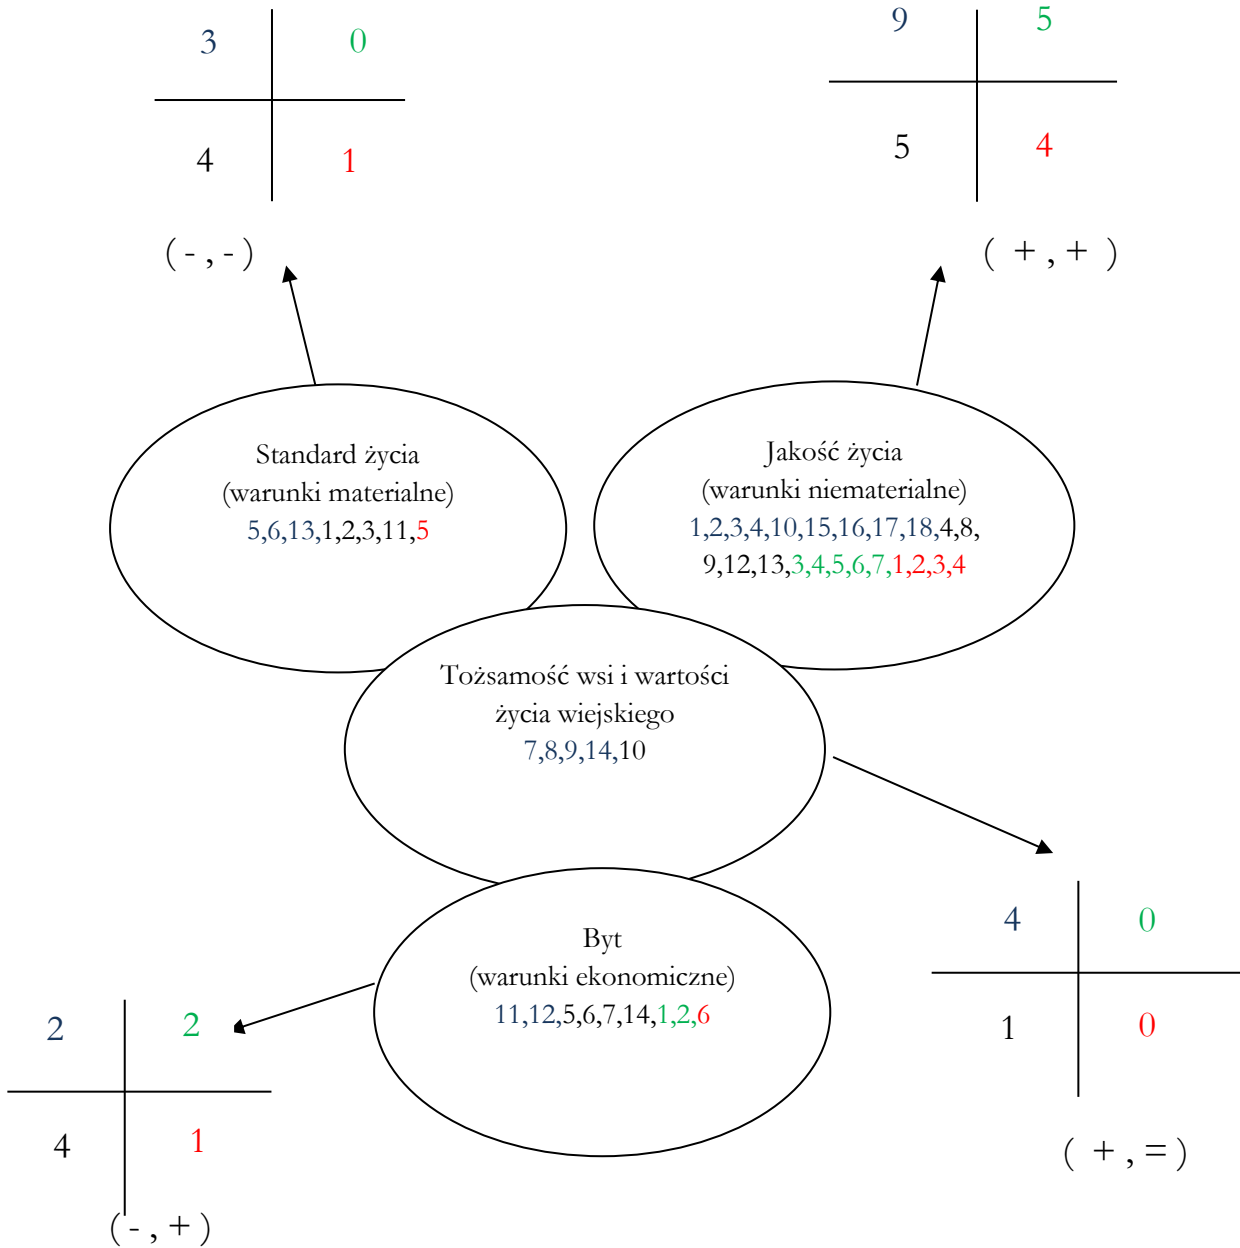 3 0
4 1
( - , - )
9 5
5 4
( + , + )
Standard życia
(warunki materialne)
5,6,13,1,2,3,11,5
Jakość życia
(warunki niematerialne)
1,2,3,4,10,15,16,17,18,4,8,
9,12,13,3,4,5,6,7,1,2,3,4
Tożsamość wsi i wartości
życia wiejskiego
7,8,9,14,10
Byt
(warunki ekonomiczne)
11,12,5,6,7,14,1,2,6
4 0
1 0
( + , = )
2 2
4 1
( - , + )